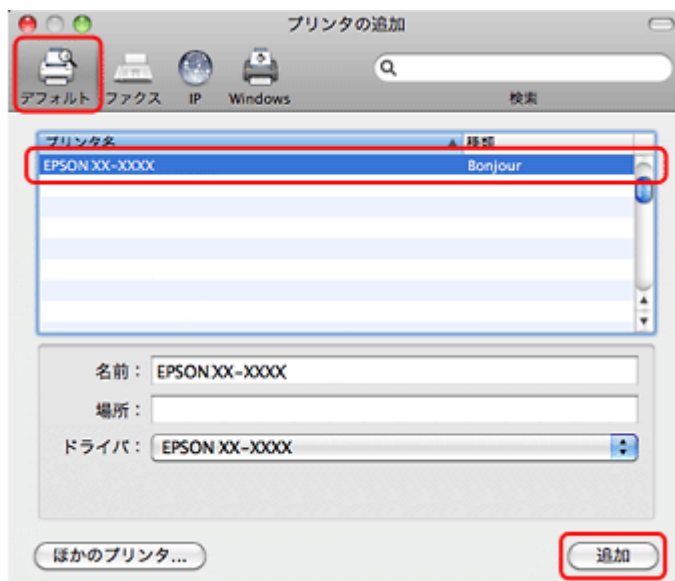 プリンタの追加
デフォルト ファクス IP Windows 検索
プリンタ名 種類
EPSON XX-XXXX Bonjour
名前： EPSON XX-XXXX
場所：
ドライバ： EPSON XX-XXXX
ほかのプリンタ... 追加